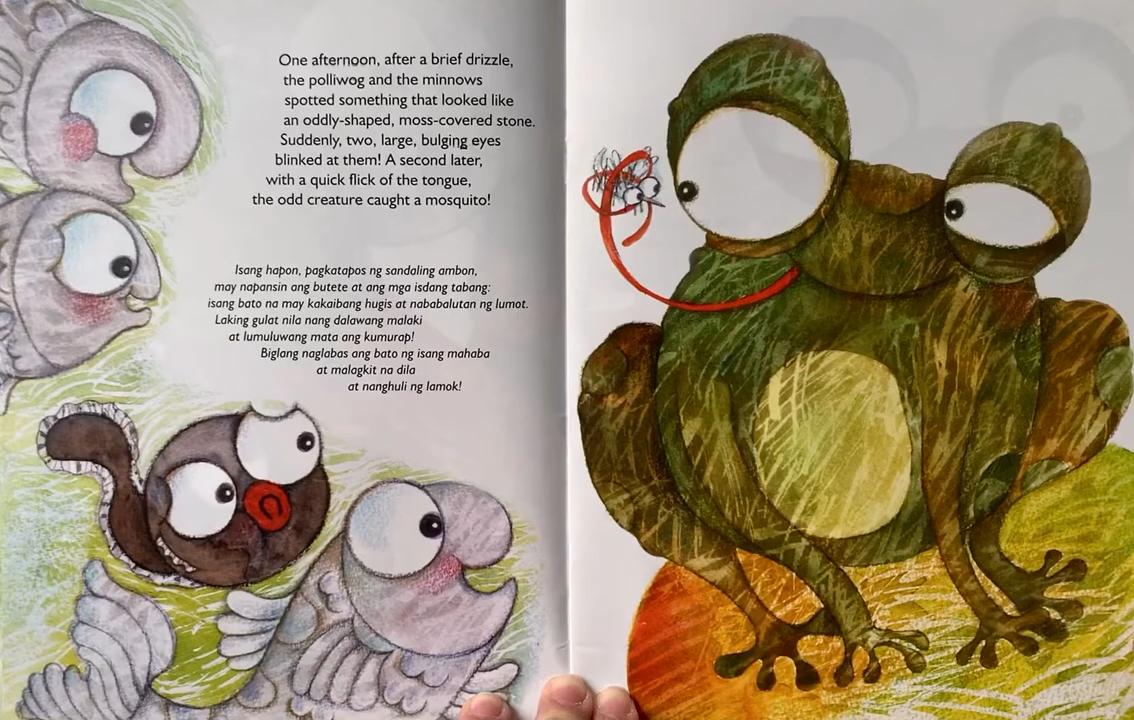 One afternoon, after a brief drizzle,
the polliwog and the minnows
spotted something that looked like
an oddly-shaped, moss-covered stone.
Suddenly, two, large, bulging eyes
blinked at them! A second later,
with a quick flick of the tongue,
the odd creature caught a mosquito!
Isang hapon, pagkatapos ng sandaling ambon,
may napansin ang butete at ang mga isdang tabang:
isang bato na may kakaibang hugis at nababalutan ng lumot.
Laking gulat nila nang dalawang malaki
at lumuluwang mata ang kumurap!
Biglang naglabas ang bato ng isang mahaba
at malagkit na dila
at nanghuli ng lamok!